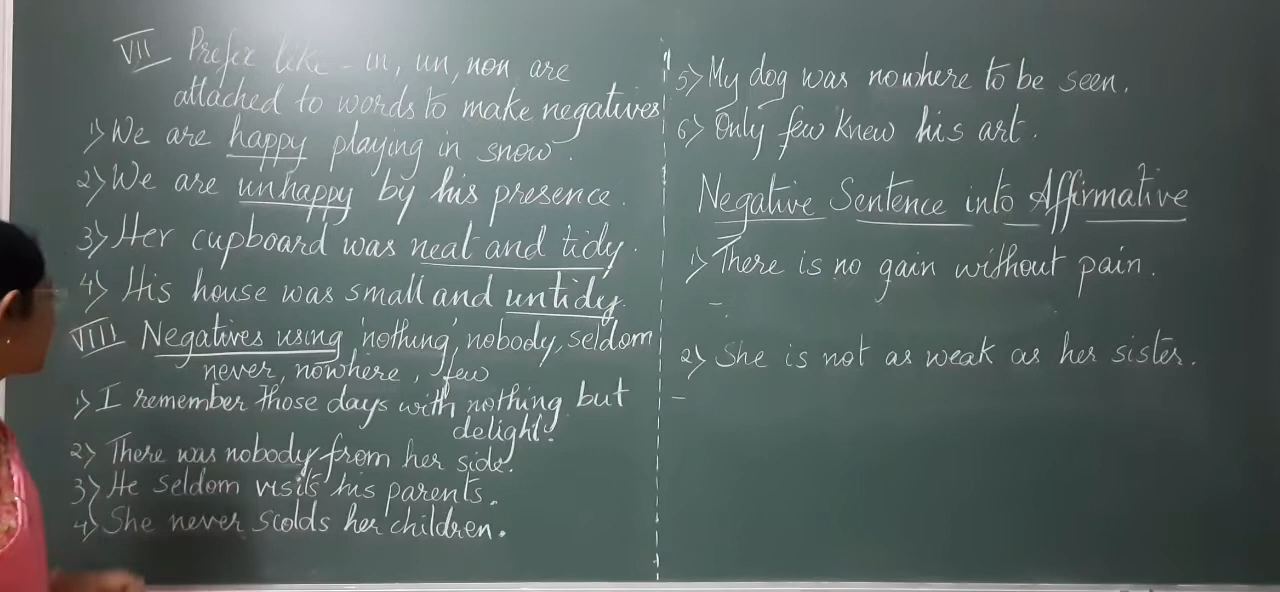 VII Prefix like - in, un, non are
attached to words to make negatives
1) We are happy playing in snow.
2) We are unhappy by his presence.
3) Her cupboard was neat and tidy.
4) His house was small and untidy.
VIII Negatives using 'nothing', nobody, seldom
never, nowhere, few
1) I remember those days with nothing but
delight.
2) There was nobody from her side.
3) He seldom visits his parents.
4) She never scolds her children.
5) My dog was nowhere to be seen.
6) Only few knew his art.
Negative Sentence into Affirmative
1) There is no gain without pain.
-
2) She is not as weak as her sister.
-